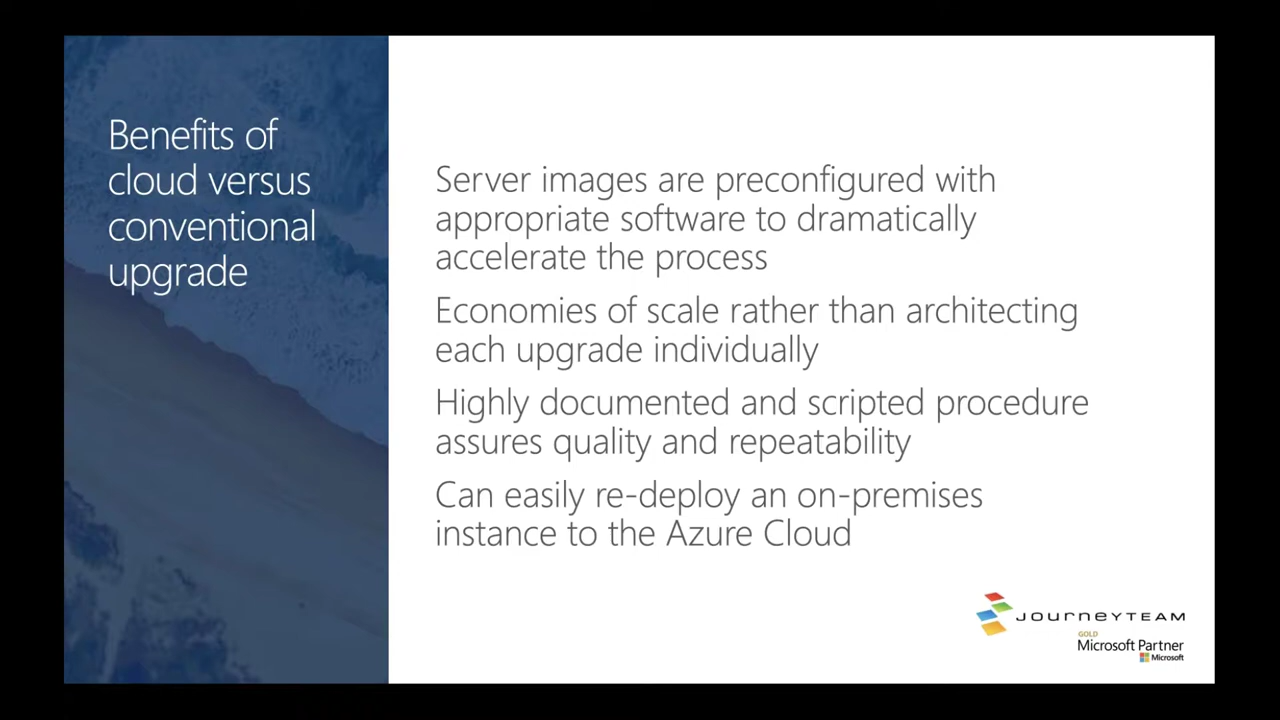 Benefits of
cloud versus
conventional
upgrade
Server images are preconfigured with
appropriate software to dramatically
accelerate the process
Economies of scale rather than architecting
each upgrade individually
Highly documented and scripted procedure
assures quality and repeatability
Can easily re-deploy an on-premises
instance to the Azure Cloud
JOURNEYTEAM
GOLD
Microsoft Partner
Microsoft